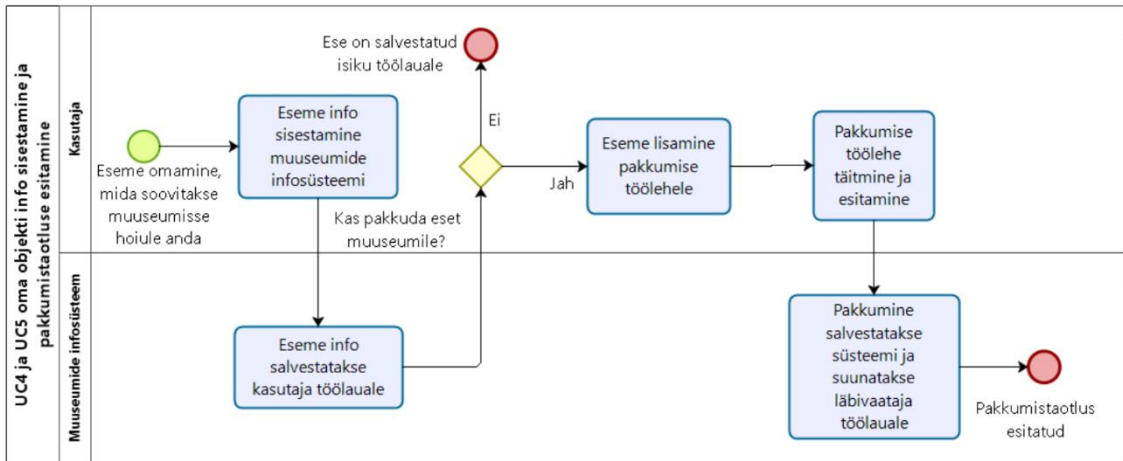 UC4 ja UC5 oma objekti info sisestamine ja
pakkumistaotluse esitamine
Kasutaja
Eseme omamine,
mida soovitakse
muuseumisse
hoiule anda
Eseme info
sisestamine
muuseumide
infosüsteemi
Ese on salvestatud
isiku töölauale
Ei
Kas pakkuda eset
muuseumile?
Jah
Eseme lisamine
pakkumise
töölehele
Pakkumise
töölehe
täitmine ja
esitamine
Muuseumide infosüsteem
Eseme info
salvestatakse
kasutaja töölauale
Pakkumine
salvestatakse
süsteemi ja
suunatakse
läbivaataja
töölauale
Pakkumistaotlus
esitatud